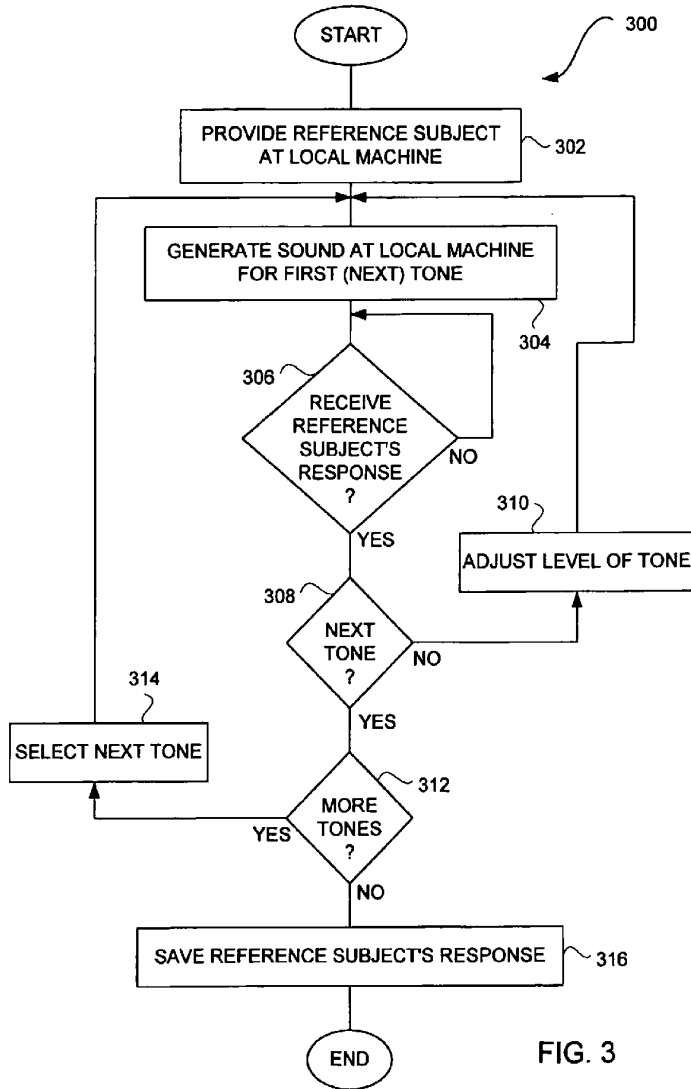 START
300
PROVIDE REFERENCE SUBJECT
AT LOCAL MACHINE
302
GENERATE SOUND AT LOCAL MACHINE
FOR FIRST (NEXT) TONE
304
306
RECEIVE
REFERENCE
SUBJECT'S
RESPONSE
?
NO
YES
310
ADJUST LEVEL OF TONE
308
NEXT
TONE
?
NO
YES
314
SELECT NEXT TONE
312
MORE
TONES
?
YES
NO
SAVE REFERENCE SUBJECT'S RESPONSE
316
END
FIG. 3